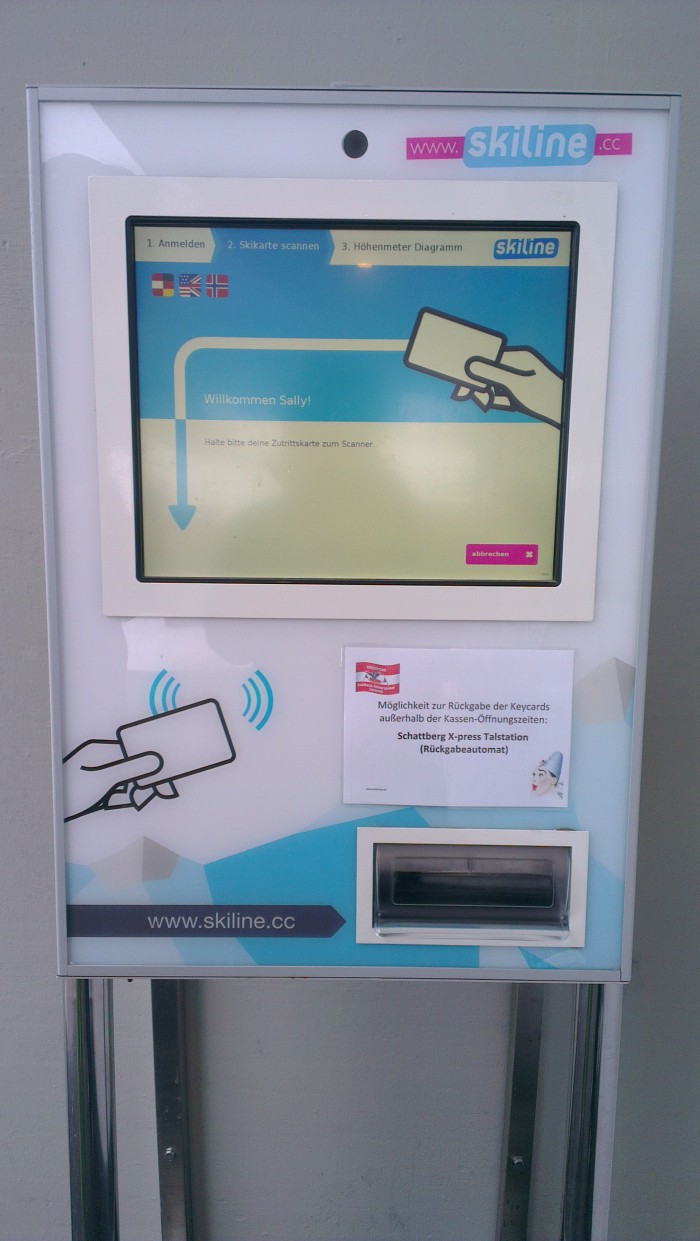 www.skiline.cc
1. Anmelden 2. Skikarte scannen 3. Höhenmeter Diagramm skiline
Willkommen Sally!
Halte bitte deine Zutrittskarte zum Scanner.
abbrechen
Möglichkeit zur Rückgabe der Keycards
außerhalb der Kassen-Öffnungszeiten:
Schattberg X-press Talstation
(Rückgabeautomat)
www.skiline.cc